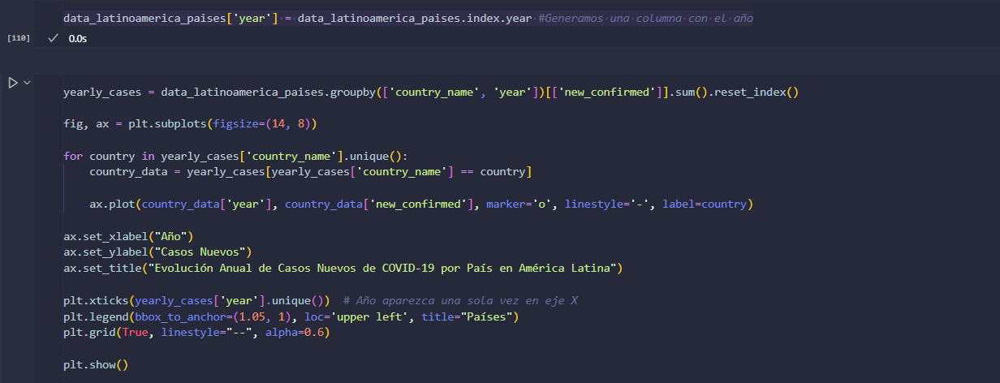 data_latinoamerica_paises['year'] = data_latinoamerica_paises.index.year #Generamos una columna con el año
[110] ✓ 0.0s
yearly_cases = data_latinoamerica_paises.groupby(['country_name', 'year'])[['new_confirmed']].sum().reset_index()
fig, ax = plt.subplots(figsize=(14, 8))
for country in yearly_cases['country_name'].unique():
    country_data = yearly_cases[yearly_cases['country_name'] == country]
    ax.plot(country_data['year'], country_data['new_confirmed'], marker='o', linestyle='-', label=country)
ax.set_xlabel("Año")
ax.set_ylabel("Casos Nuevos")
ax.set_title("Evolución Anual de Casos Nuevos de COVID-19 por País en América Latina")
plt.xticks(yearly_cases['year'].unique())  # Año aparezca una sola vez en eje X
plt.legend(bbox_to_anchor=(1.05, 1), loc='upper left', title="Países")
plt.grid(True, linestyle="--", alpha=0.6)
plt.show()